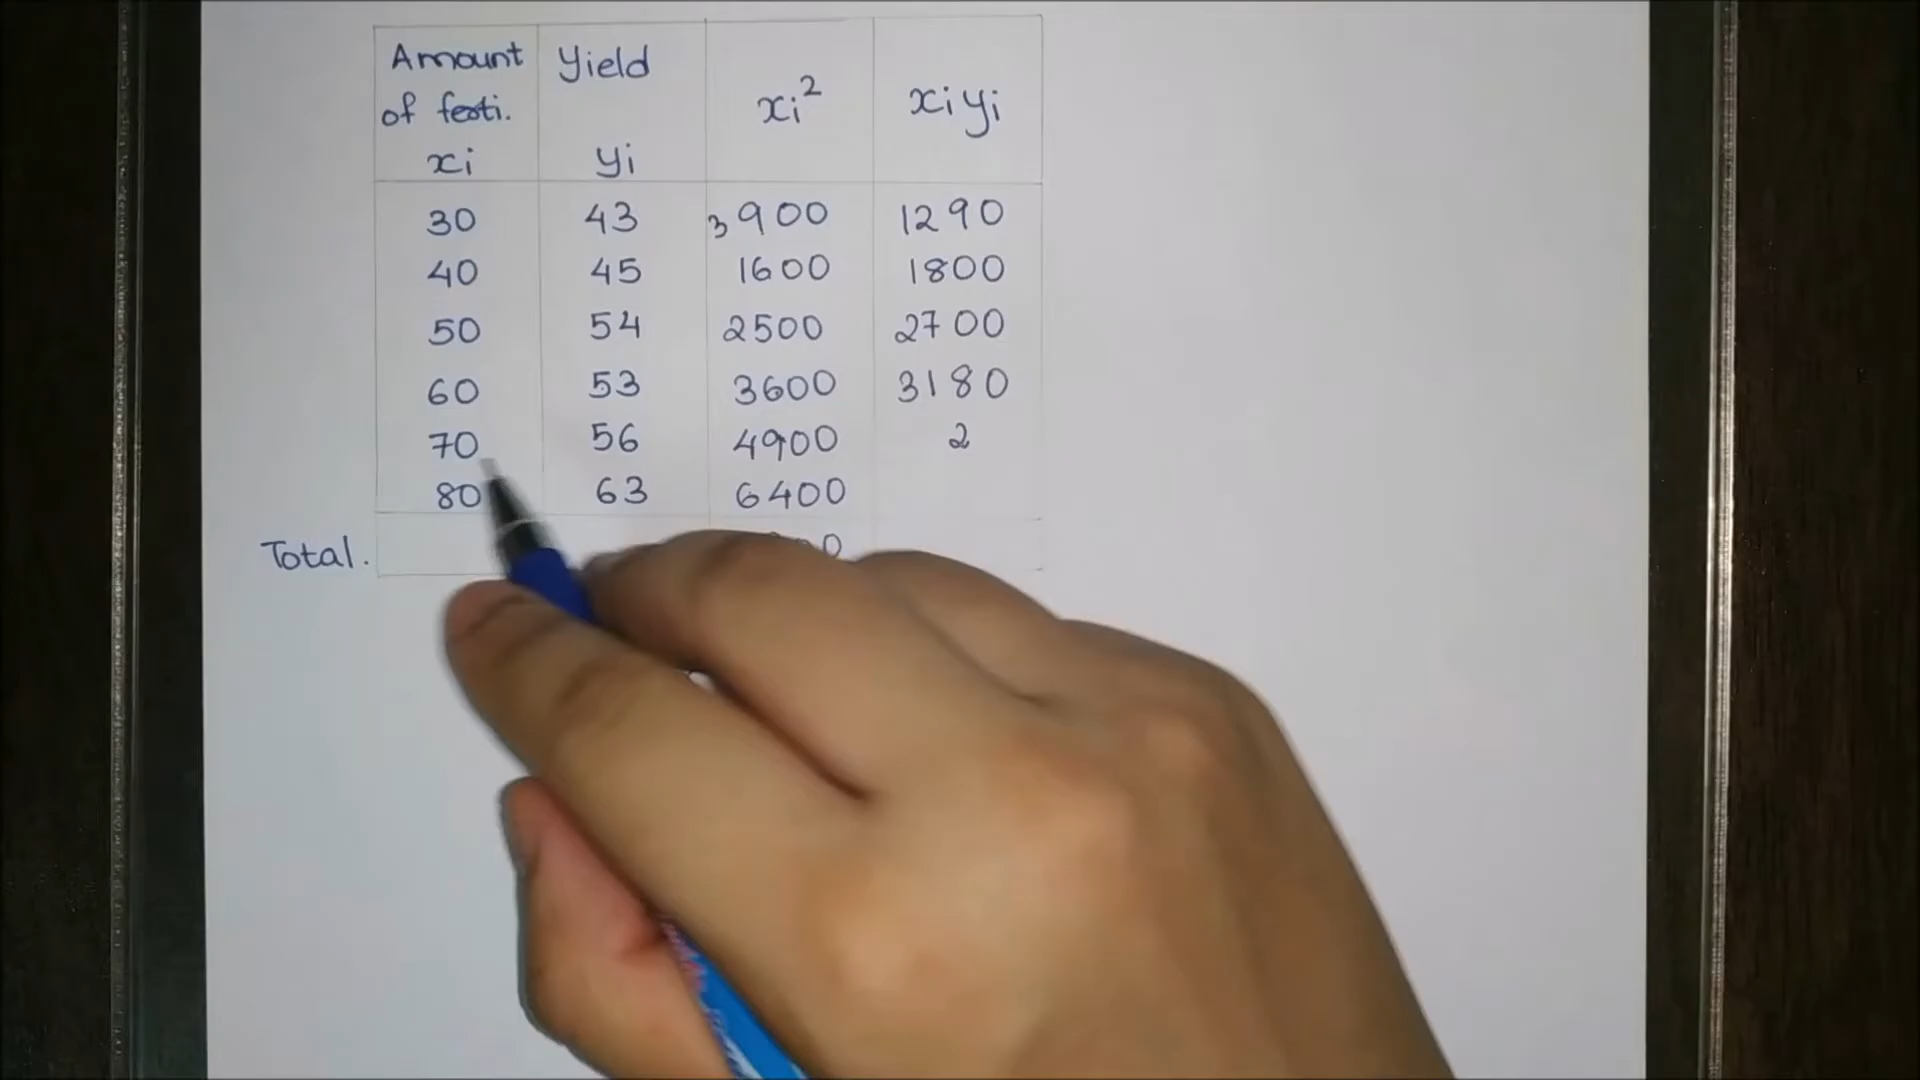 Amount Yield
of ferti. xi² xiyi
xi yi
30 43 3900 1290
40 45 1600 1800
50 54 2500 2700
60 53 3600 3180
70 56 4900 2
80 63 6400
Total.